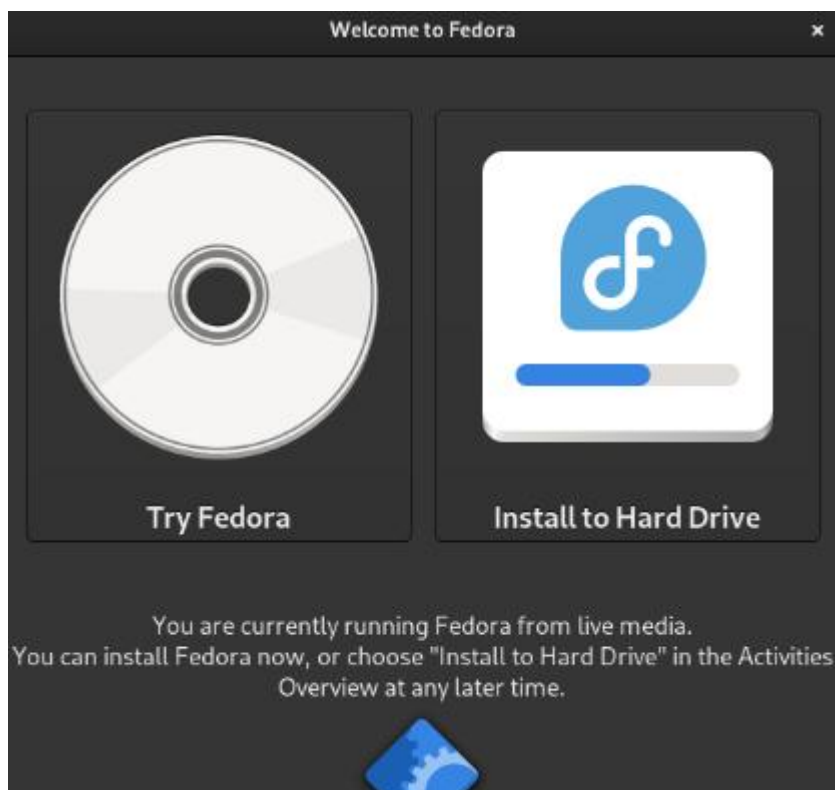 Welcome to Fedora
Try Fedora
Install to Hard Drive
You are currently running Fedora from live media.
You can install Fedora now, or choose "Install to Hard Drive" in the Activities
Overview at any later time.